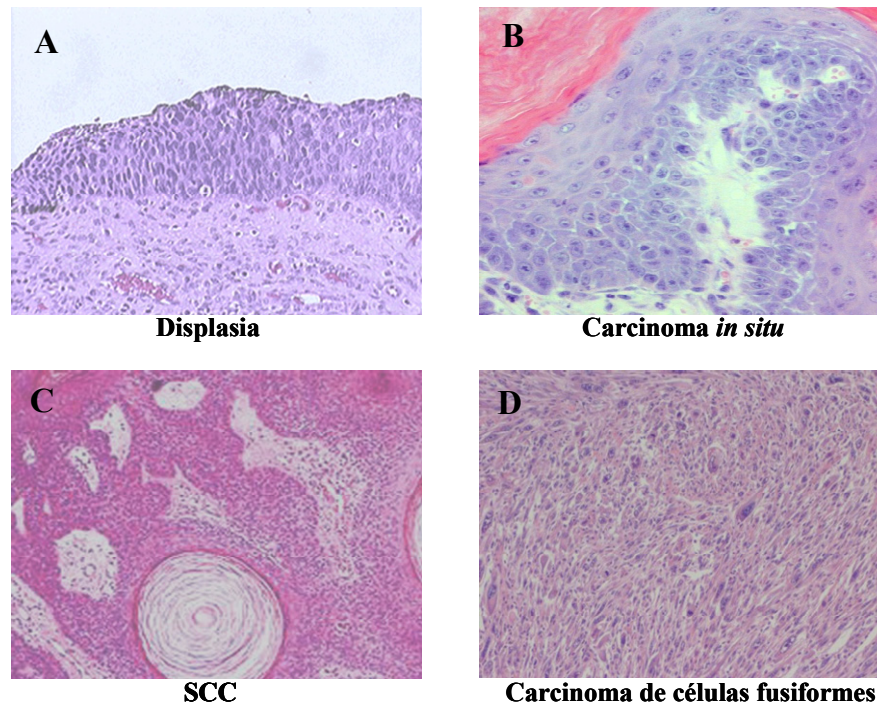 A
B
Displasia
Carcinoma in situ
C
D
SCC
Carcinoma de células fusiformes